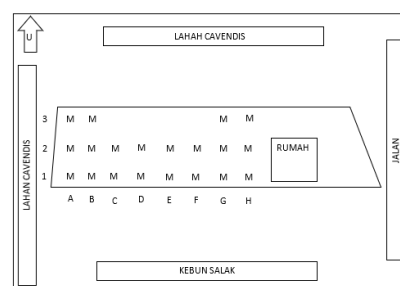 U
LAHAH CAVENDIS
LAHAN CAVENDIS
JALAN
3 M M M M
2 M M M M M M M M RUMAH
1 M M M M M M M M
A B C D E F G H
KEBUN SALAK